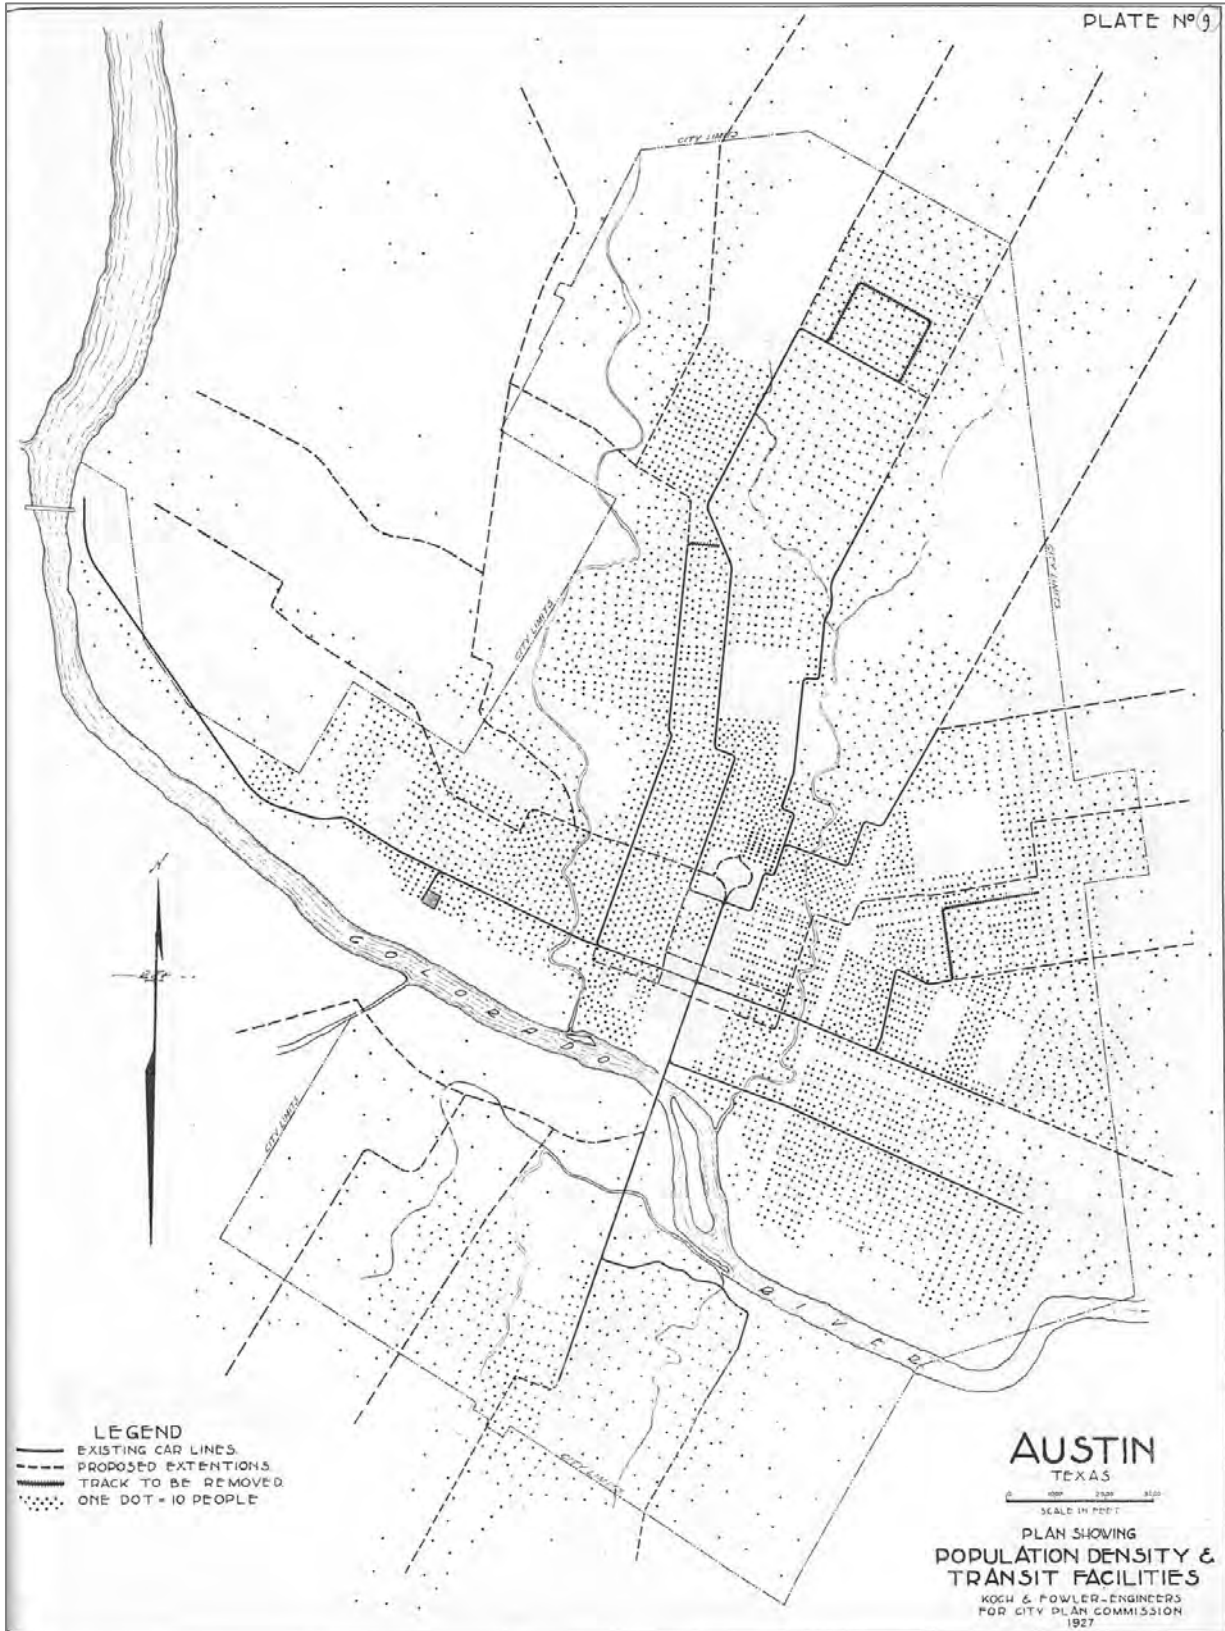 PLATE Nº 9
CITY LIMITS
CITY LIMITS
CITY LIMITS
COLORADO
CITY LIMITS
RIVER
CITY LIMITS
LEGEND
EXISTING CAR LINES.
PROPOSED EXTENTIONS.
TRACK TO BE REMOVED.
ONE DOT = 10 PEOPLE
AUSTIN
TEXAS
0
SCALE IN FEET
PLAN SHOWING
POPULATION DENSITY &
TRANSIT FACILITIES
KOCH & FOWLER-ENGINEERS
FOR CITY PLAN COMMISSION
1927